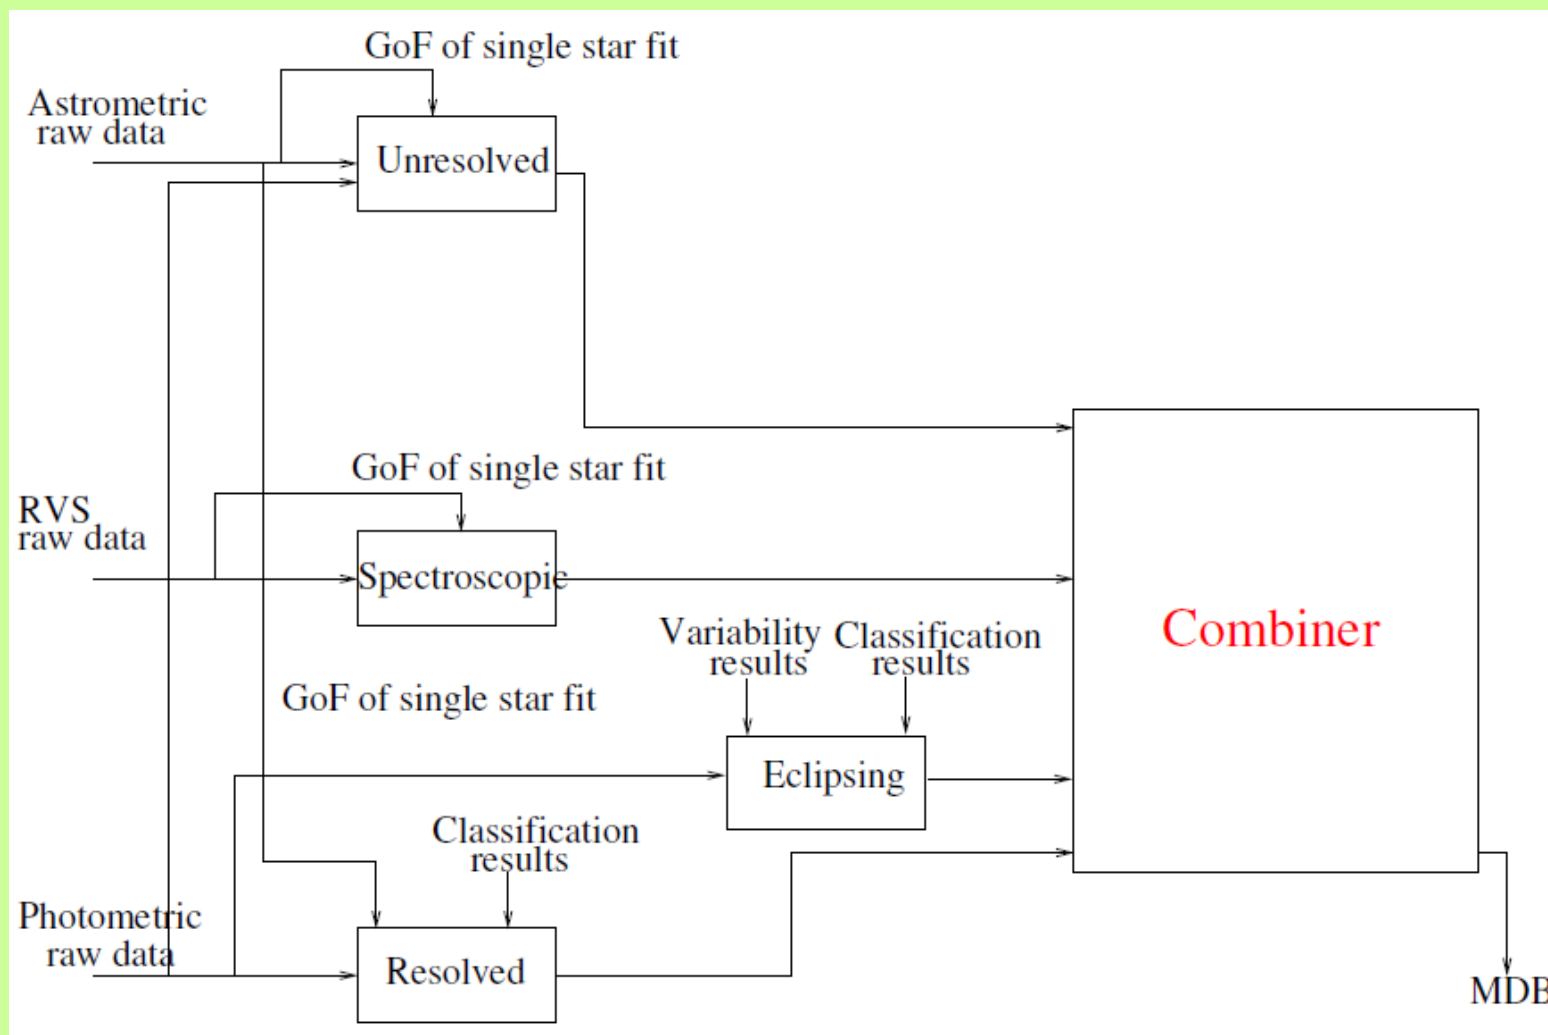 GoF of single star fit
Astrometric
raw data
Unresolved
GoF of single star fit
RVS
raw data
Spectroscopic
Variability
results
Classification
results
Combiner
GoF of single star fit
Eclipsing
Classification
results
Photometric
raw data
Resolved
MDB